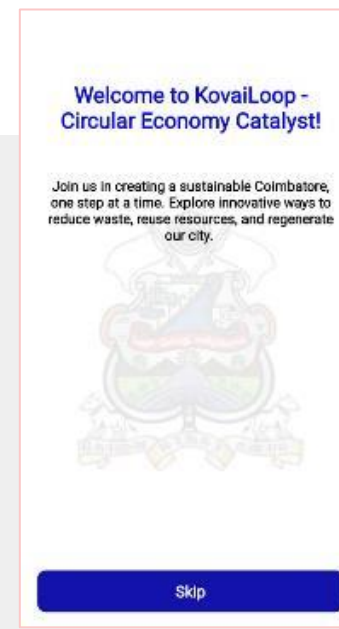 Welcome to KovaiLoop -
Circular Economy Catalyst!
Join us in creating a sustainable Coimbatore,
one step at a time. Explore innovative ways to
reduce waste, reuse resources, and regenerate
our city.
Skip